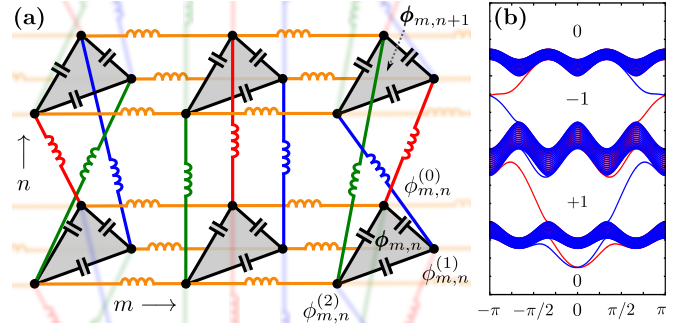 (a)
ϕ_{m,n+1}
n
m
ϕ_{m,n}^{(0)}
ϕ_{m,n}
ϕ_{m,n}^{(1)}
ϕ_{m,n}^{(2)}
(b)
0
−1
+1
0
−π −π/2 0 π/2 π